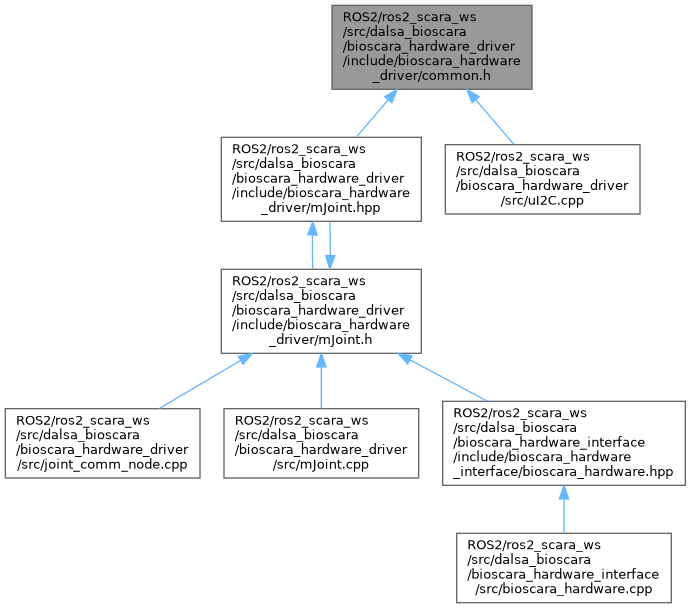 ROS2/ros2_scara_ws
/src/dalsa_bioscara
/bioscara_hardware_driver
/include/bioscara_hardware
_driver/common.h
ROS2/ros2_scara_ws
/src/dalsa_bioscara
/bioscara_hardware_driver
/include/bioscara_hardware
_driver/mJoint.hpp
ROS2/ros2_scara_ws
/src/dalsa_bioscara
/bioscara_hardware_driver
/src/uI2C.cpp
ROS2/ros2_scara_ws
/src/dalsa_bioscara
/bioscara_hardware_driver
/include/bioscara_hardware
_driver/mJoint.h
ROS2/ros2_scara_ws
/src/dalsa_bioscara
/bioscara_hardware_driver
/src/joint_comm_node.cpp
ROS2/ros2_scara_ws
/src/dalsa_bioscara
/bioscara_hardware_driver
/src/mJoint.cpp
ROS2/ros2_scara_ws
/src/dalsa_bioscara
/bioscara_hardware_interface
/include/bioscara_hardware
_interface/bioscara_hardware.hpp
ROS2/ros2_scara_ws
/src/dalsa_bioscara
/bioscara_hardware_interface
/src/bioscara_hardware.cpp